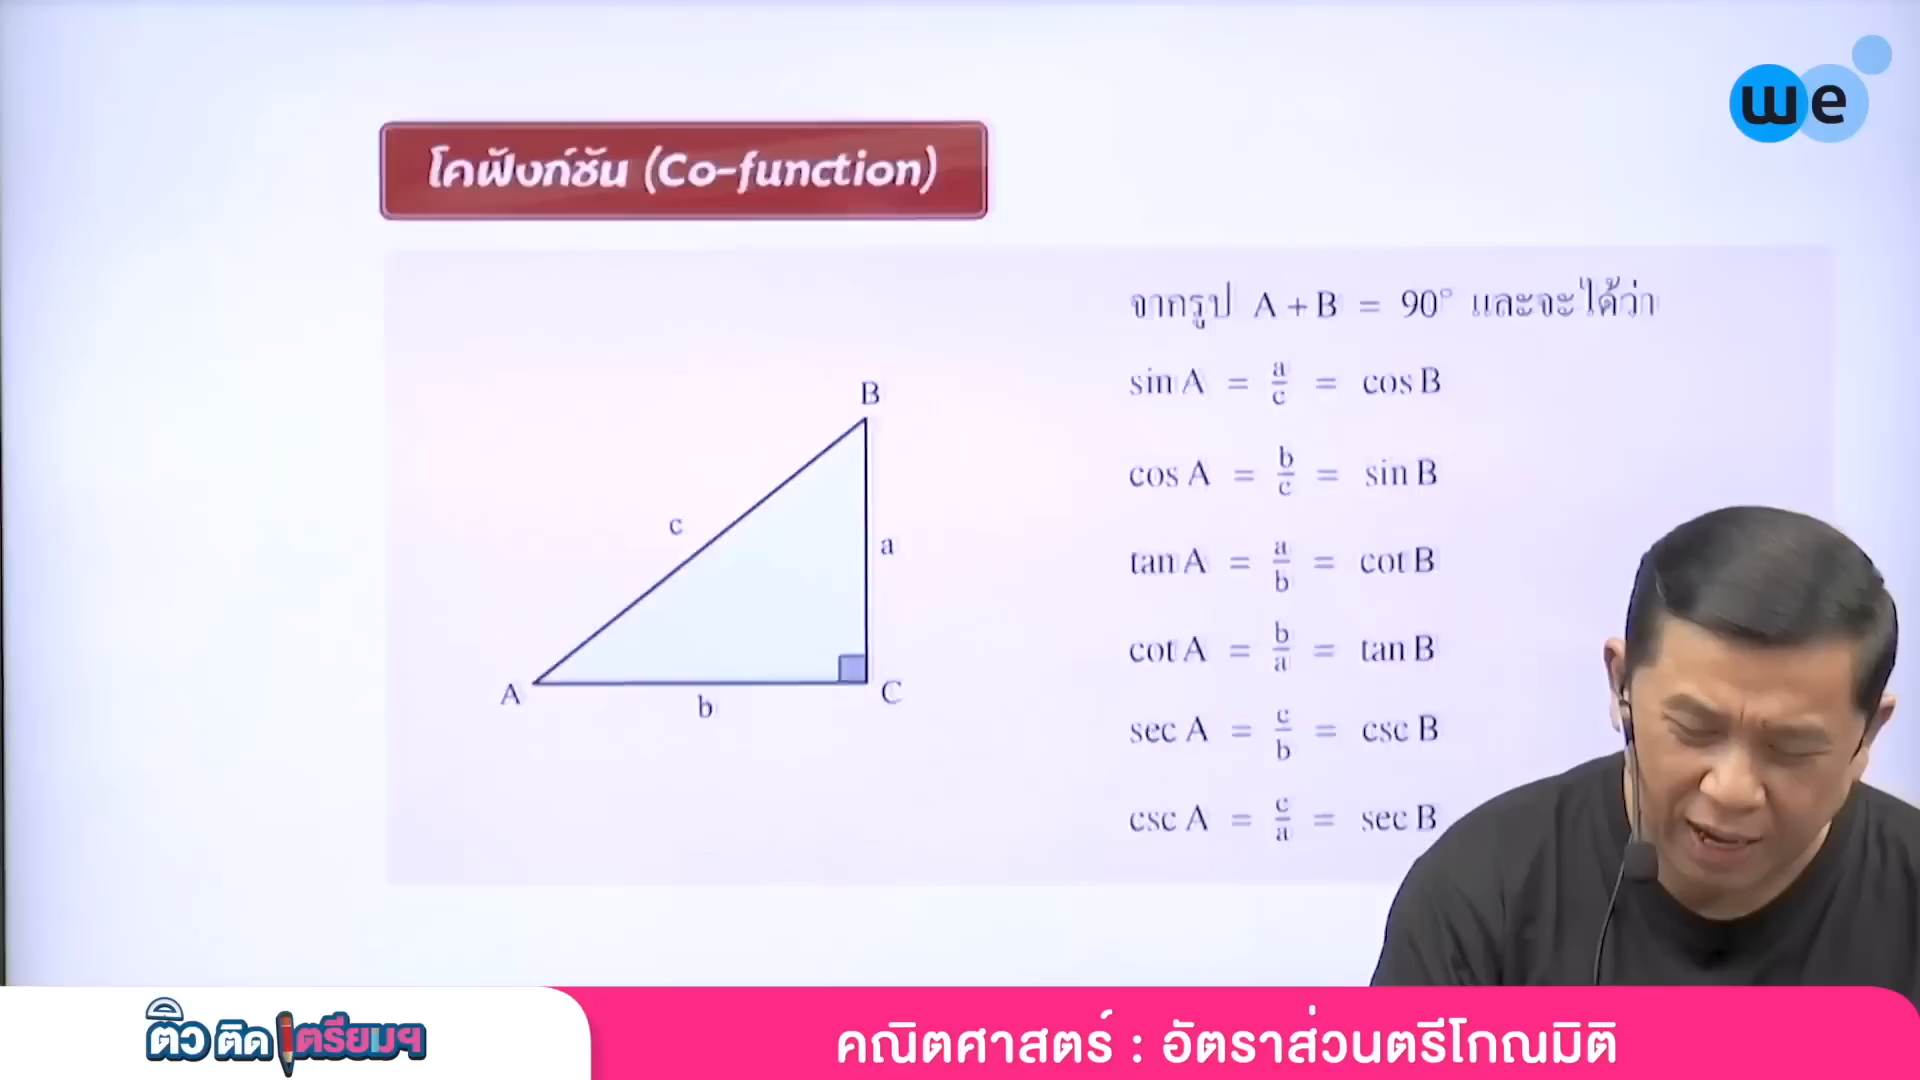 we
โคฟังก์ชัน (Co-function)
จากรูป A + B = 90° และจะได้ว่า
sin A = a/c = cos B
cos A = b/c = sin B
tan A = a/b = cot B
cot A = b/a = tan B
sec A = c/b = csc B
csc A = c/a = sec B
B
c
a
A
b
C
ติว ติด เตรียมฯ
คณิตศาสตร์ : อัตราส่วนตรีโกณมิติ